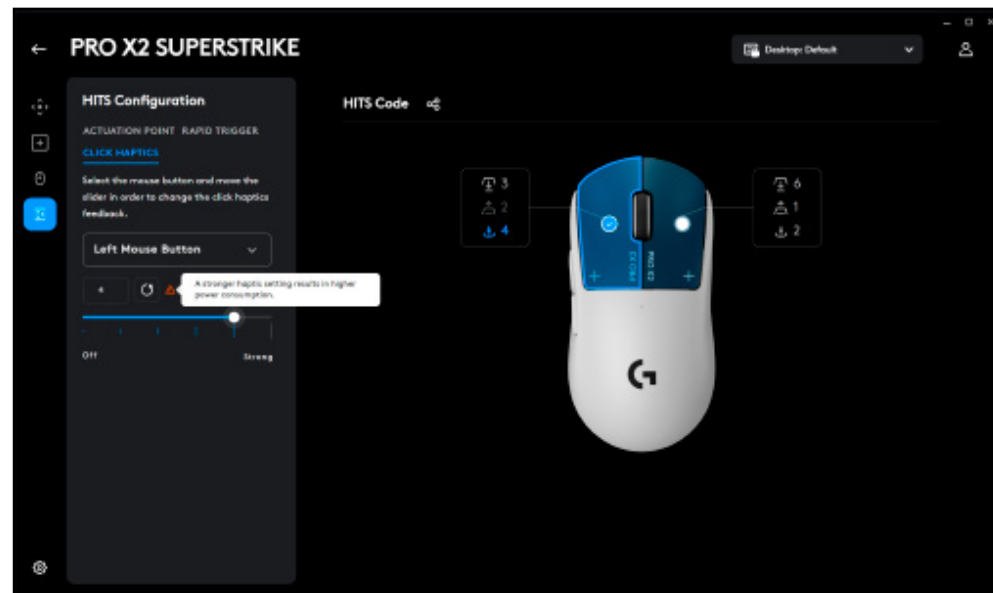 PRO X2 SUPERSTRIKE
Desktop: Default
HITS Configuration
ACTUATION POINT RAPID TRIGGER
CLICK HAPTICS
Select the mouse button and move the
slider in order to change the click haptics
feedback.
Left Mouse Button
4
A stronger haptic setting results in higher
power consumption.
Off
Strong
HITS Code
3
2
4
6
1
2
PRO X2
PRO X2